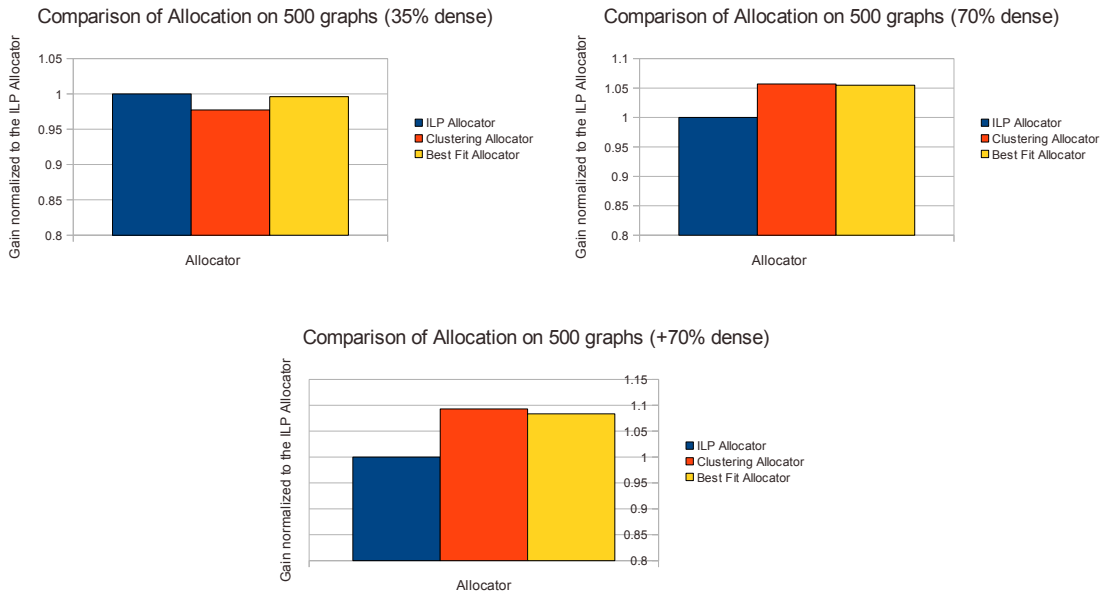 Comparison of Allocation on 500 graphs (35% dense)
Gain normalized to the ILP Allocator
1.05
1
0.95
0.9
0.85
0.8
Allocator
ILP Allocator
Clustering Allocator
Best Fit Allocator
Comparison of Allocation on 500 graphs (70% dense)
Gain normalized to the ILP Allocator
1.1
1.05
1
0.95
0.9
0.85
0.8
Allocator
ILP Allocator
Clustering Allocator
Best Fit Allocator
Comparison of Allocation on 500 graphs (+70% dense)
Gain normalized to the ILP Allocator
1.15
1.1
1.05
1
0.95
0.9
0.85
0.8
Allocator
ILP Allocator
Clustering Allocator
Best Fit Allocator